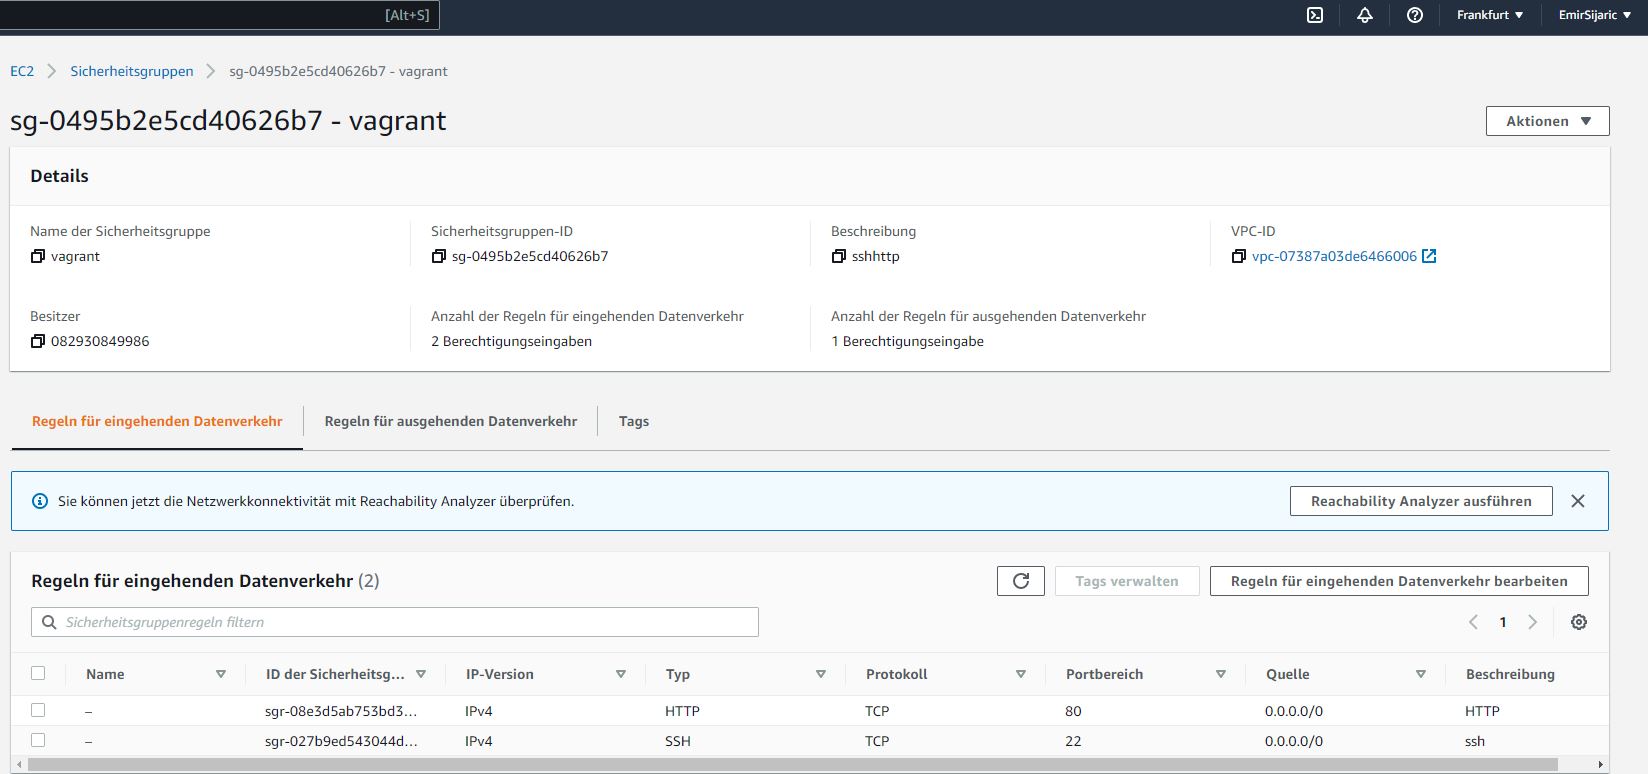 [Alt+S] Frankfurt EmirSijaric
EC2 Sicherheitsgruppen sg-0495b2e5cd40626b7 - vagrant
sg-0495b2e5cd40626b7 - vagrant
Aktionen
Details
Name der Sicherheitsgruppe
vagrant
Sicherheitsgruppen-ID
sg-0495b2e5cd40626b7
Beschreibung
sshhttp
VPC-ID
vpc-07387a03de6466006
Besitzer
082930849986
Anzahl der Regeln für eingehenden Datenverkehr
2 Berechtigungseingaben
Anzahl der Regeln für ausgehenden Datenverkehr
1 Berechtigungseingabe
Regeln für eingehenden Datenverkehr Regeln für ausgehenden Datenverkehr Tags
Sie können jetzt die Netzwerkkonnektivität mit Reachability Analyzer überprüfen. Reachability Analyzer ausführen
Regeln für eingehenden Datenverkehr (2) Tags verwalten Regeln für eingehenden Datenverkehr bearbeiten
Sicherheitsgruppenregeln filtern 1
Name ID der Sicherheitsg... IP-Version Typ Protokoll Portbereich Quelle Beschreibung
– sgr-08e3d5ab753bd3... IPv4 HTTP TCP 80 0.0.0.0/0 HTTP
– sgr-027b9ed543044d... IPv4 SSH TCP 22 0.0.0.0/0 ssh